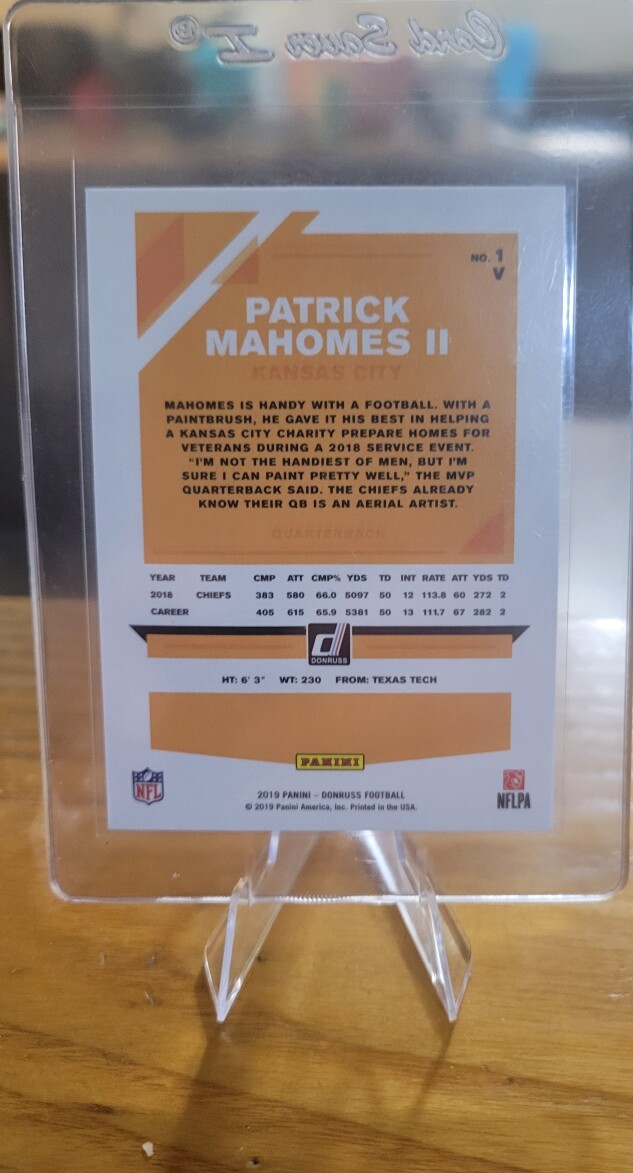 Card Saver I
NO. 1
V
PATRICK
MAHOMES II
KANSAS CITY
MAHOMES IS HANDY WITH A FOOTBALL. WITH A
PAINTBRUSH, HE GAVE IT HIS BEST IN HELPING
A KANSAS CITY CHARITY PREPARE HOMES FOR
VETERANS DURING A 2018 SERVICE EVENT.
"I'M NOT THE HANDIEST OF MEN, BUT I'M
SURE I CAN PAINT PRETTY WELL," THE MVP
QUARTERBACK SAID. THE CHIEFS ALREADY
KNOW THEIR QB IS AN AERIAL ARTIST.
QUARTERBACK
YEAR TEAM CMP ATT CMP% YDS TD INT RATE ATT YDS TD
2018 CHIEFS 383 580 66.0 5097 50 12 113.8 60 272 2
CAREER 405 615 65.9 5381 50 13 111.7 67 282 2
d
DONRUSS
HT: 6' 3" WT: 230 FROM: TEXAS TECH
PANINI
NFL
NFLPA
2019 PANINI – DONRUSS FOOTBALL
© 2019 Panini America, Inc. Printed in the USA.